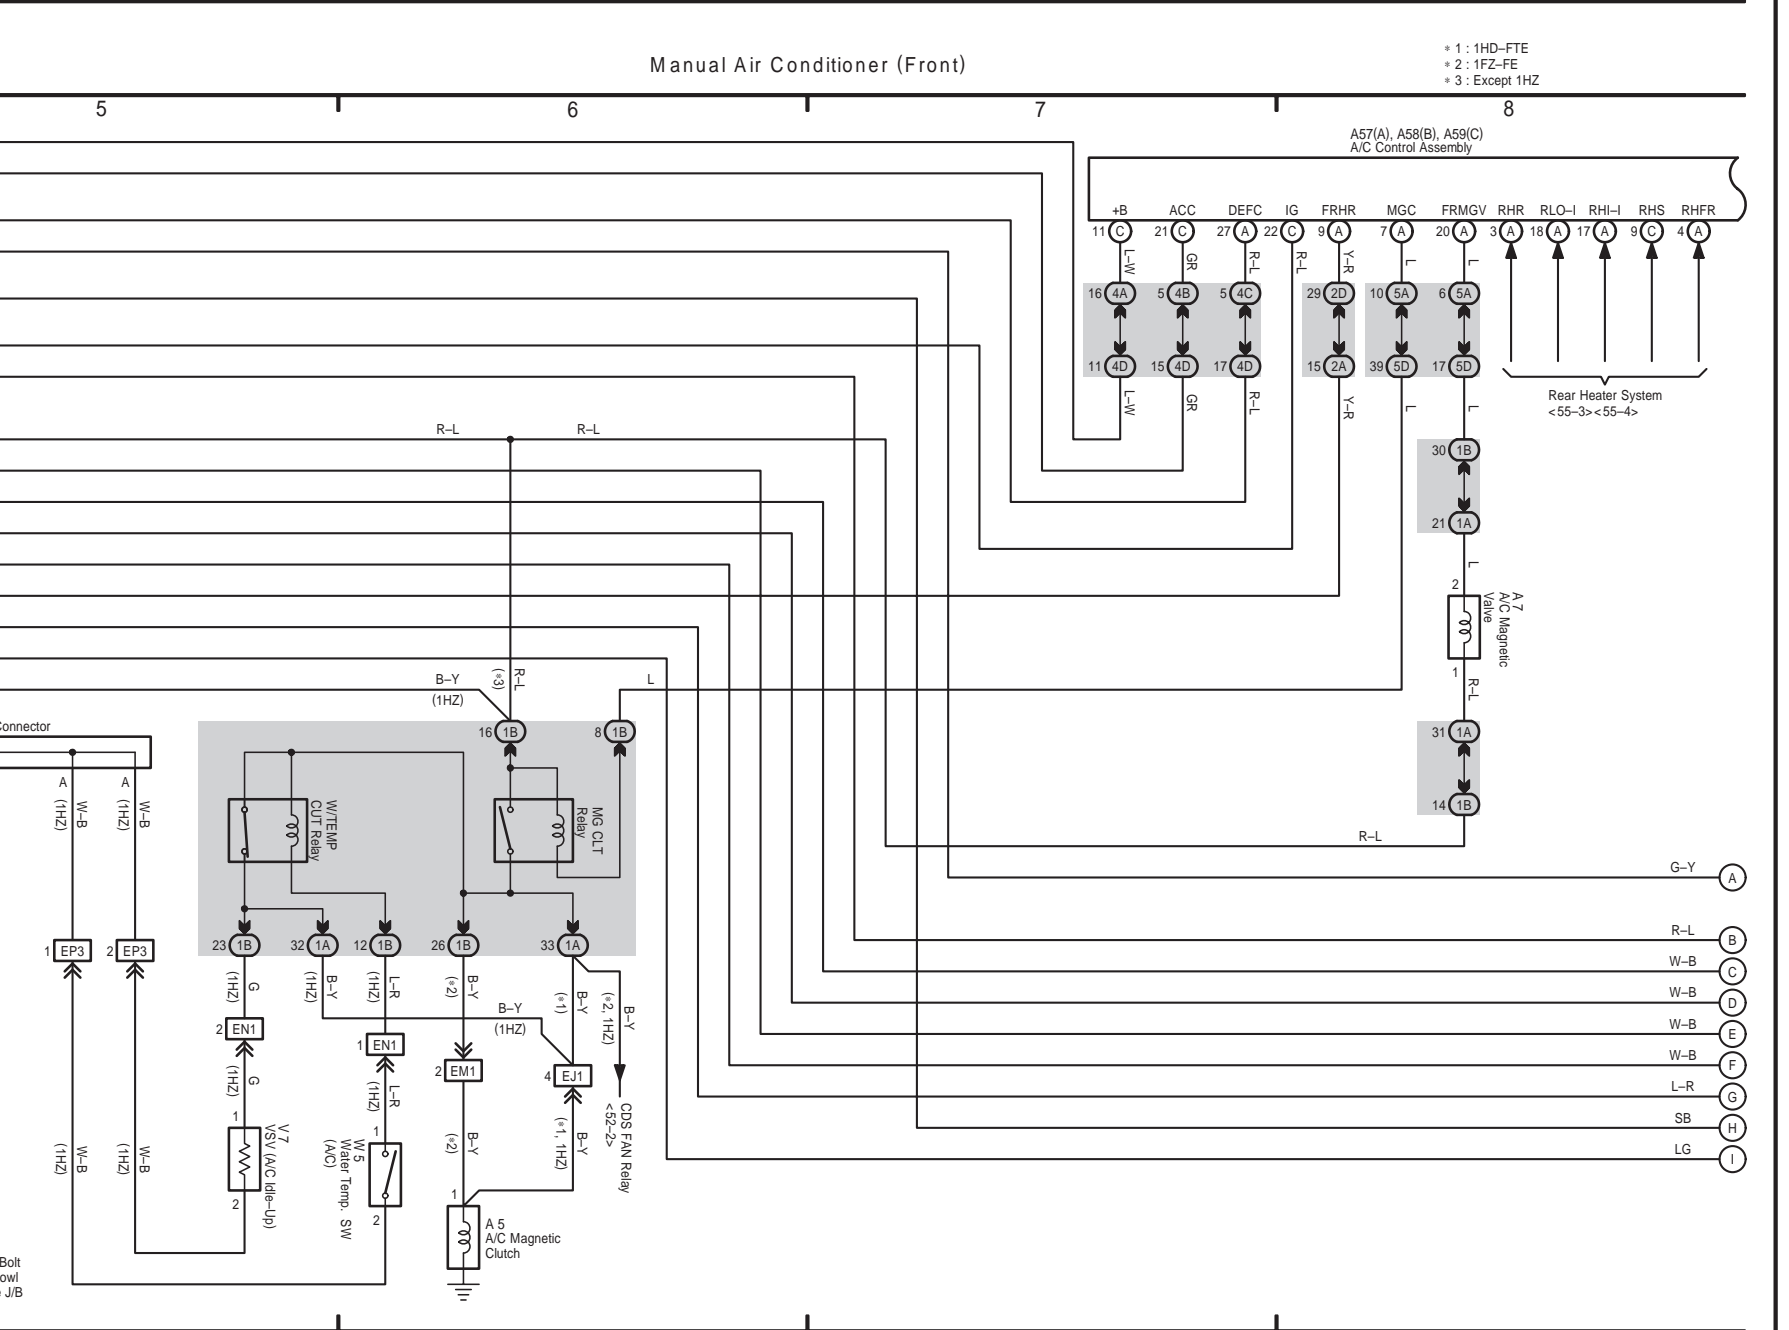 Manual Air Conditioner (Front)
* 1 : 1HD–FTE
* 2 : 1FZ–FE
* 3 : Except 1HZ
5
6
7
8
A57(A), A58(B), A59(C)
A/C Control Assembly
+B ACC DEFC IG FRHR MGC FRMGV RHR RLO–I RHI–I RHS RHFR
11 C 21 C 27 A 22 C 9 A 7 A 20 A 3 A 18 A 17 A 9 C 4 A
L–W GR R–L R–L Y–R L L
16 4A 5 4B 5 4C 29 2D 10 5A 6 5A
11 4D 15 4D 17 4D 15 2A 39 5D 17 5D
L–W GR R–L Y–R L L
Rear Heater System
<55–3><55–4>
R–L R–L
30 1B
21 1A
L
2
A 7
A/C Magnetic
Valve
1
R–L
31 1A
14 1B
R–L
B–Y
(1HZ)
R–L
(*3)
L
16 1B 8 1B
Connector
A A
W–B
(1HZ)
W–B
(1HZ)
W/TEMP
CUT Relay
MG CLT
Relay
23 1B 32 1A 12 1B 26 1B 33 1A
1 EP3 2 EP3
G
(1HZ)
B–Y
(1HZ)
L–R
(1HZ)
B–Y
(*2)
B–Y
(1HZ)
B–Y
(*1)
B–Y
(*2, 1HZ)
2 EN1
1 EN1
2 EM1
4 EJ1
G
(1HZ)
L–R
(1HZ)
CDS FAN Relay
<52–2>
W–B
(1HZ)
W–B
(1HZ)
1
V 7
VSV (A/C Idle–Up)
2
1
W 5
Water Temp. SW
(A/C)
2
B–Y
(*2)
B–Y
(*1, 1HZ)
1
A 5
A/C Magnetic
Clutch
Bolt
owl
J/B
G–Y A
R–L B
W–B C
W–B D
W–B E
W–B F
L–R G
SB H
LG I